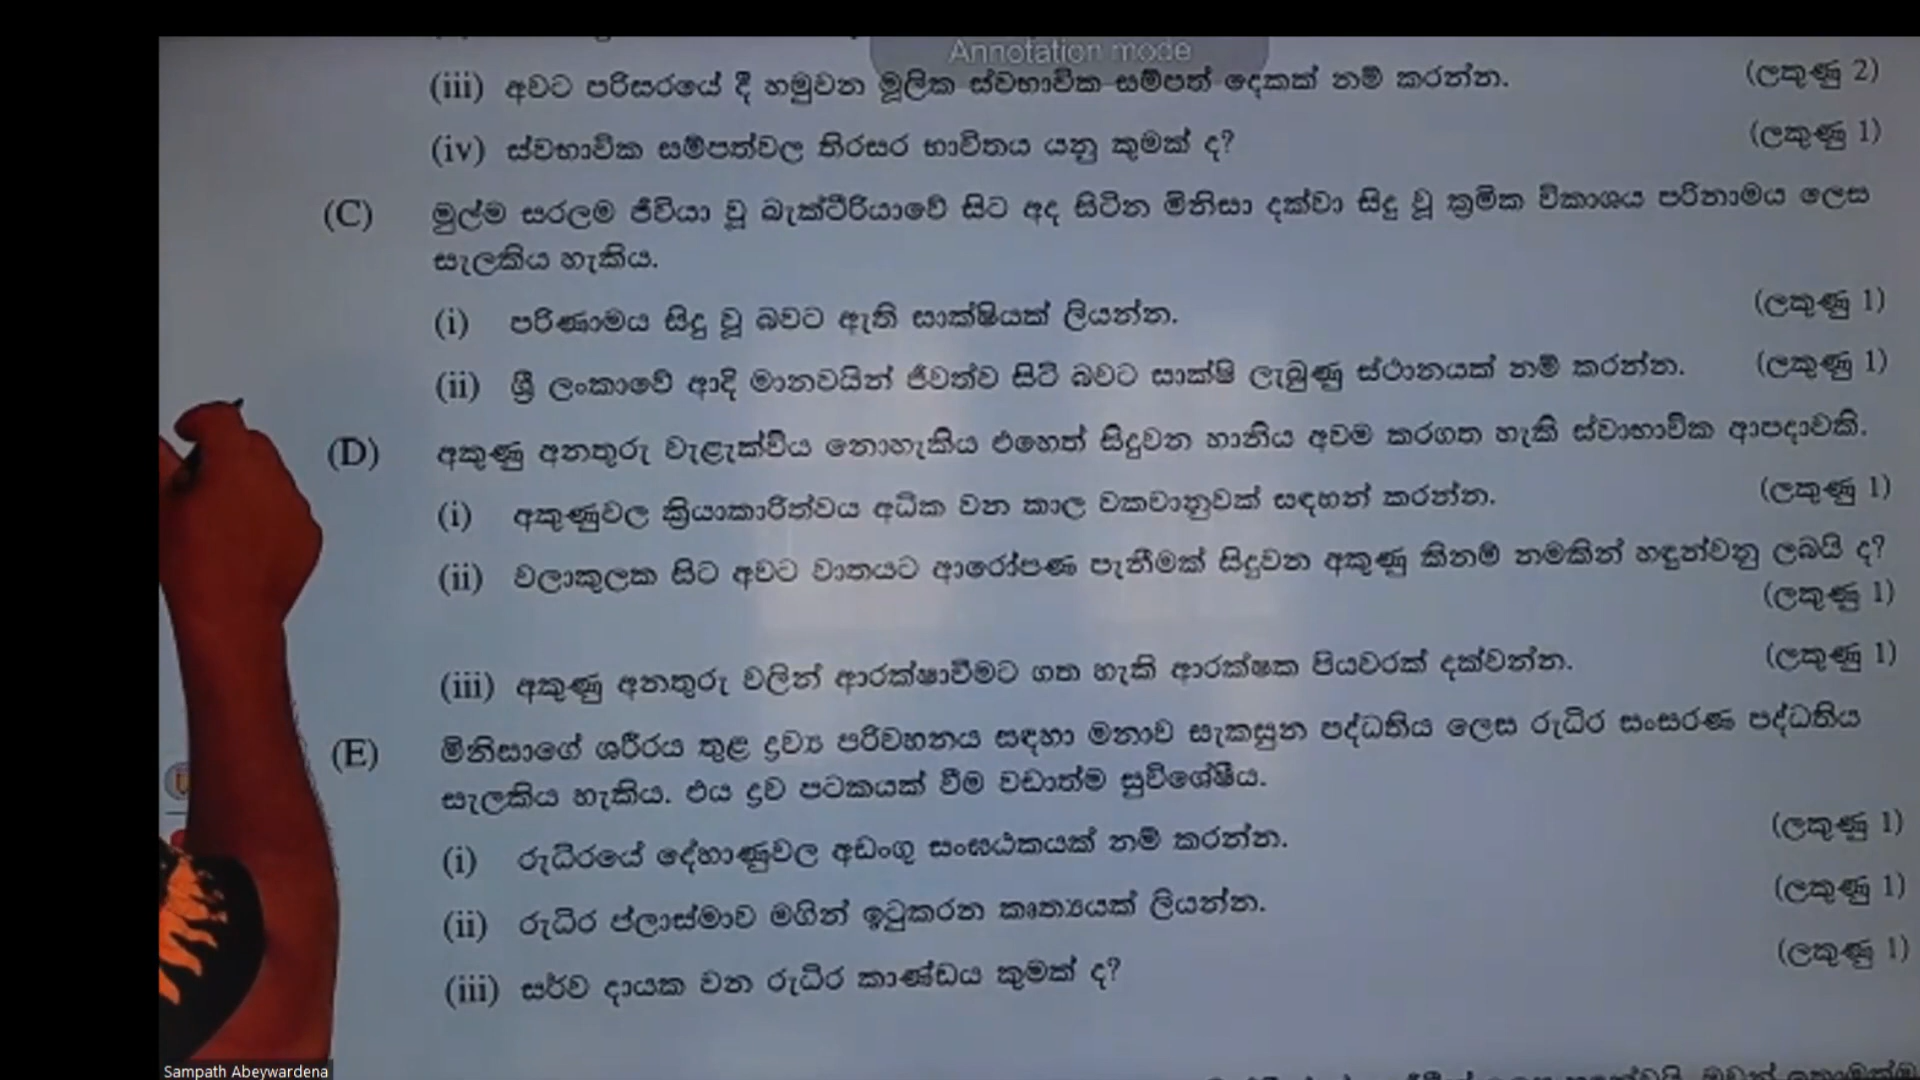 Annotation mode
(iii) අවට පරිසරයේ දී හමුවන මූලික ස්වභාවික සම්පත් දෙකක් නම් කරන්න. (ලකුණු 2)
(iv) ස්වභාවික සම්පත්වල තිරසර භාවිතය යනු කුමක් ද? (ලකුණු 1)
(C) මුල්ම සරලම ජීවියා වූ බැක්ටීරියාවේ සිට අද සිටින මිනිසා දක්වා සිදු වූ ක්‍රමික විකාශය පරිනාමය ලෙස
සැලකිය හැකිය.
(i) පරිණාමය සිදු වූ බවට ඇති සාක්ෂියක් ලියන්න. (ලකුණු 1)
(ii) ශ්‍රී ලංකාවේ ආදි මානවයින් ජීවත්ව සිටි බවට සාක්ෂි ලැබුණු ස්ථානයක් නම් කරන්න. (ලකුණු 1)
(D) අකුණු අනතුරු වැළැක්විය නොහැකිය එහෙත් සිදුවන හානිය අවම කරගත හැකි ස්වාභාවික ආපදාවකි.
(i) අකුණුවල ක්‍රියාකාරිත්වය අධික වන කාල වකවානුවක් සඳහන් කරන්න. (ලකුණු 1)
(ii) වලාකුලක සිට අවට වාතයට ආරෝපණ පැනීමක් සිදුවන අකුණු කිනම් නමකින් හඳුන්වනු ලබයි ද?
(ලකුණු 1)
(iii) අකුණු අනතුරු වලින් ආරක්ෂාවීමට ගත හැකි ආරක්ෂක පියවරක් දක්වන්න. (ලකුණු 1)
(E) මිනිසාගේ ශරීරය තුළ ද්‍රව්‍ය පරිවහනය සඳහා මනාව සැකසුන පද්ධතිය ලෙස රුධිර සංසරණ පද්ධතිය
සැලකිය හැකිය. එය ද්‍රව පටකයක් වීම වඩාත්ම සුවිශේෂීය.
(i) රුධිරයේ දේහාණුවල අඩංගු සංඝඨකයක් නම් කරන්න. (ලකුණු 1)
(ii) රුධිර ප්ලාස්මාව මගින් ඉටුකරන කෘත්‍යයක් ලියන්න. (ලකුණු 1)
(iii) සර්ව දායක වන රුධිර කාණ්ඩය කුමක් ද? (ලකුණු 1)
Sampath Abeywardena